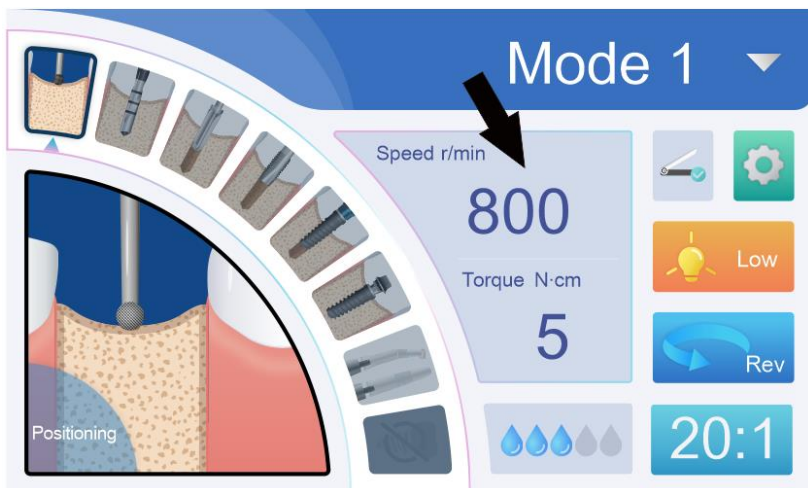 Mode 1
Speed r/min
800
Torque N·cm
5
Low
Rev
20:1
Positioning